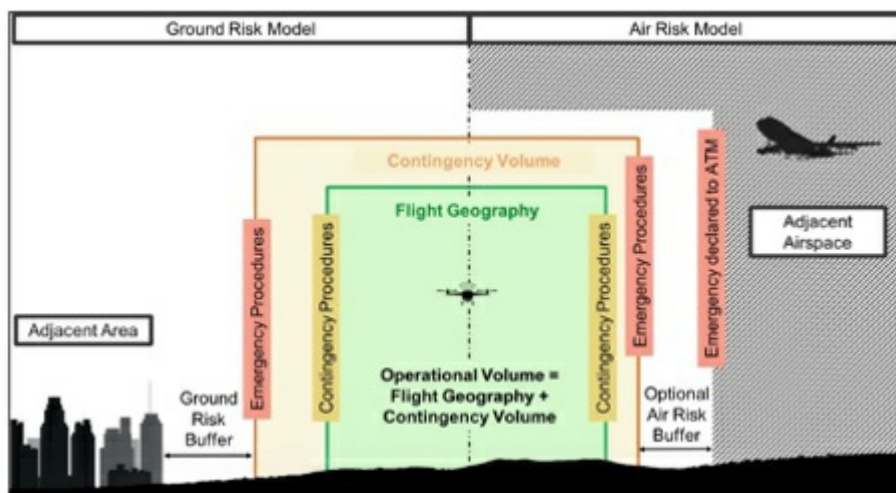 Ground Risk Model
Air Risk Model
Contingency Volume
Flight Geography
Emergency Procedures
Contingency Procedures
Contingency Procedures
Emergency Procedures
Emergency declared to ATM
Adjacent
Airspace
Adjacent Area
Operational Volume =
Flight Geography +
Contingency Volume
Ground
Risk
Buffer
Optional
Air Risk
Buffer